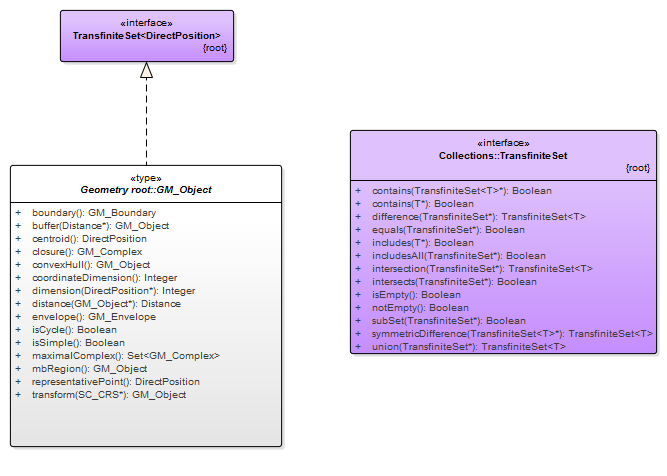 «interface»
TransfiniteSet<DirectPosition>
{root}
«type»
Geometry root::GM_Object
+ boundary(): GM_Boundary
+ buffer(Distance*): GM_Object
+ centroid(): DirectPosition
+ closure(): GM_Complex
+ convexHull(): GM_Object
+ coordinateDimension(): Integer
+ dimension(DirectPosition*): Integer
+ distance(GM_Object*): Distance
+ envelope(): GM_Envelope
+ isCycle(): Boolean
+ isSimple(): Boolean
+ maximalComplex(): Set<GM_Complex>
+ mbRegion(): GM_Object
+ representativePoint(): DirectPosition
+ transform(SC_CRS*): GM_Object
«interface»
Collections::TransfiniteSet
{root}
+ contains(TransfiniteSet<T>*): Boolean
+ contains(T*): Boolean
+ difference(TransfiniteSet*): TransfiniteSet<T>
+ equals(TransfiniteSet*): Boolean
+ includes(T*): Boolean
+ includesAll(TransfiniteSet*): Boolean
+ intersection(TransfiniteSet*): TransfiniteSet<T>
+ intersects(TransfiniteSet*): Boolean
+ isEmpty(): Boolean
+ notEmpty(): Boolean
+ subSet(TransfiniteSet*): Boolean
+ symmetricDifference(TransfiniteSet<T>*): TransfiniteSet<T>
+ union(TransfiniteSet*): TransfiniteSet<T>